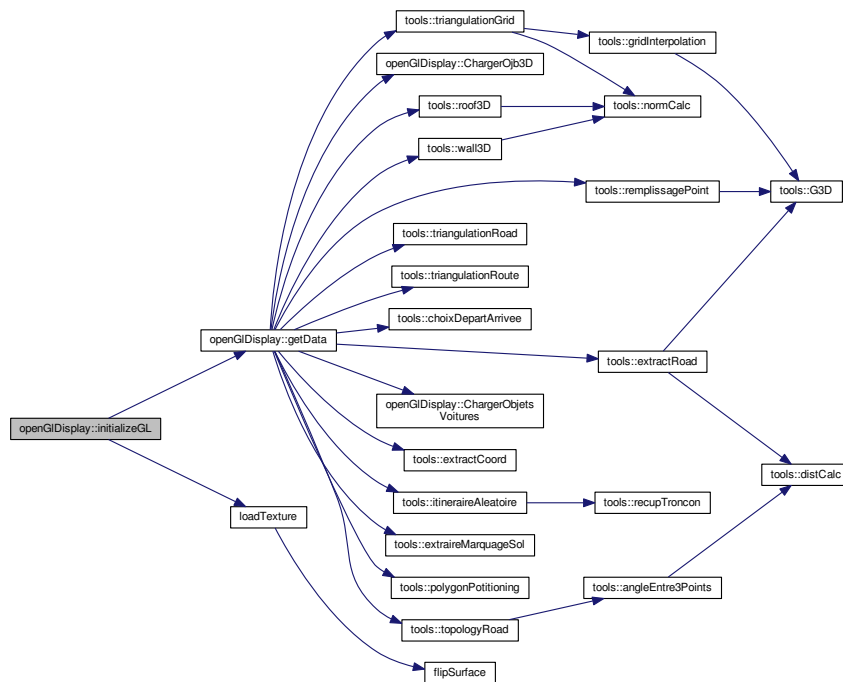 tools::triangulationGrid
tools::gridInterpolation
openGlDisplay::ChargerOjb3D
tools::roof3D
tools::normCalc
tools::wall3D
tools::remplissagePoint
tools::G3D
tools::triangulationRoad
tools::triangulationRoute
tools::choixDepartArrivee
openGlDisplay::getData
tools::extractRoad
openGlDisplay::ChargerObjets
Voitures
openGlDisplay::initializeGL
tools::extractCoord
tools::distCalc
tools::itineraireAleatoire
tools::recupTroncon
loadTexture
tools::extraireMarquageSol
tools::polygonPotitioning
tools::angleEntre3Points
tools::topologyRoad
flipSurface